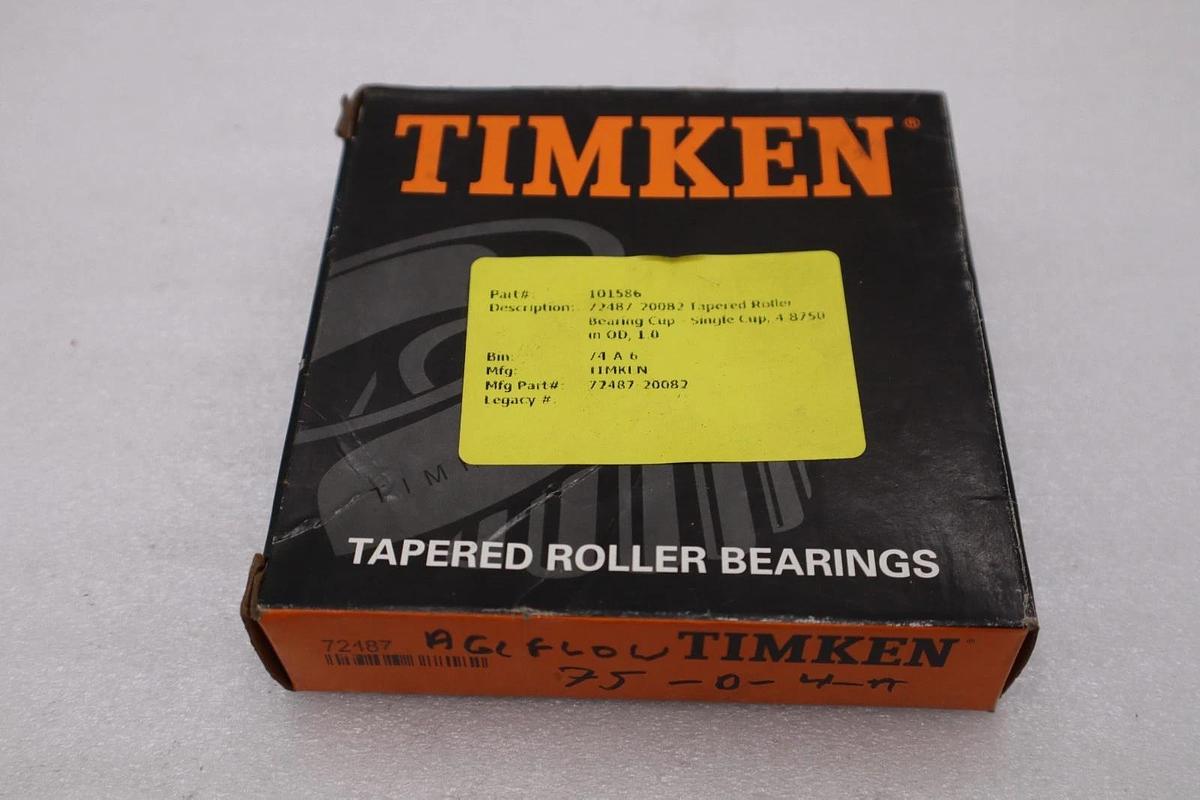 TIMKEN®
Part#: 101586
Description: 72487 20082 Tapered Roller
Bearing Cup - Single Cup, 4.8750
in OD, 1.0
Bin: 74 A 6
Mfg: TIMKEN
Mfg Part#: 72487 20082
Legacy #:
TIM
TAPERED ROLLER BEARINGS
72487 TIMKEN
75-0-4-A